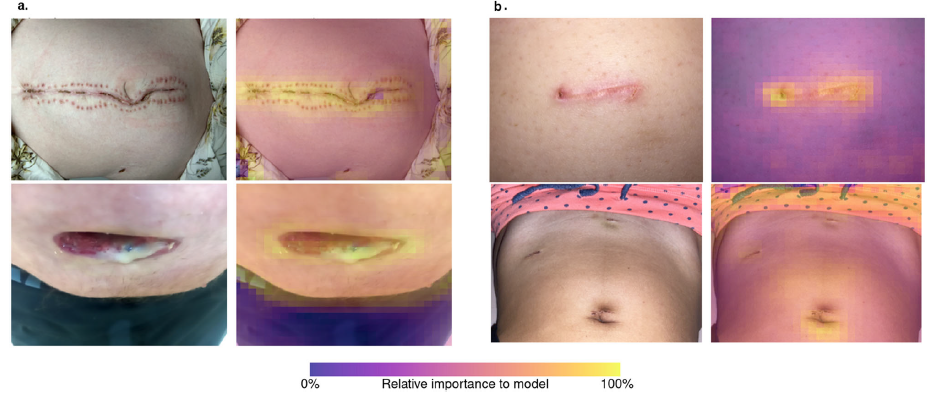 a.
b.
0%
Relative importance to model
100%